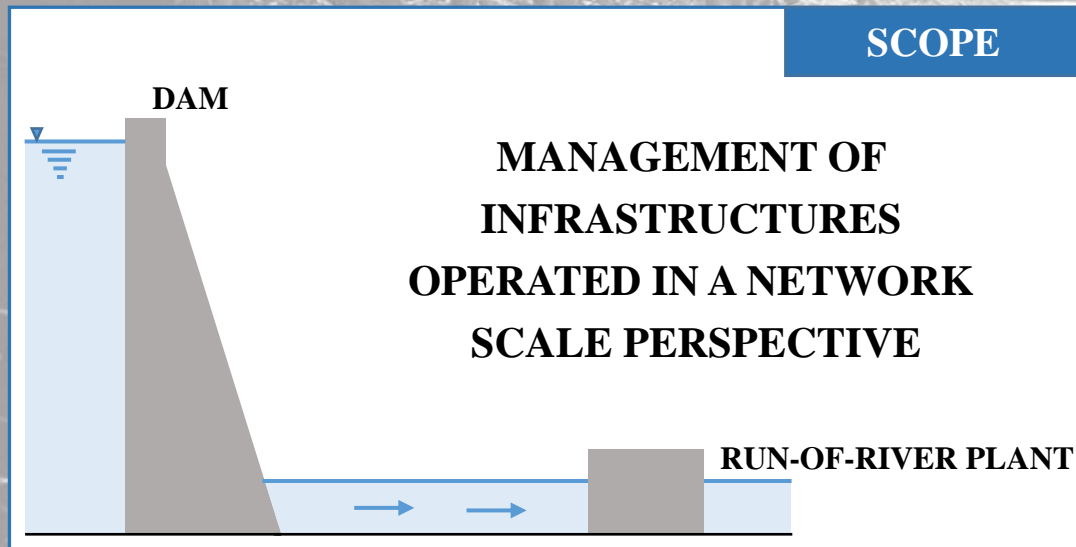 SCOPE
DAM
MANAGEMENT OF
INFRASTRUCTURES
OPERATED IN A NETWORK
SCALE PERSPECTIVE
RUN-OF-RIVER PLANT